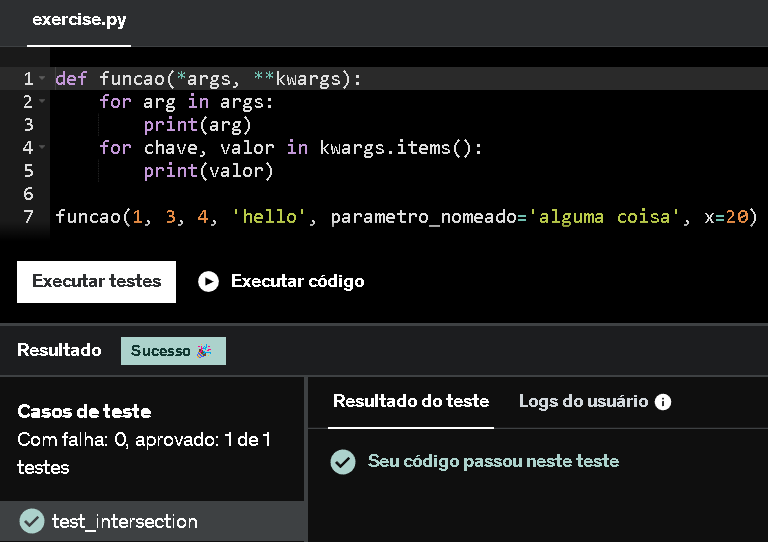 exercise.py
1 def funcao(*args, **kwargs):
2     for arg in args:
3         print(arg)
4     for chave, valor in kwargs.items():
5         print(valor)
6
7 funcao(1, 3, 4, 'hello', parametro_nomeado='alguma coisa', x=20)
Executar testes Executar código
Resultado Sucesso 🎉
Casos de teste
Com falha: 0, aprovado: 1 de 1
testes
test_intersection
Resultado do teste Logs do usuário
Seu código passou neste teste